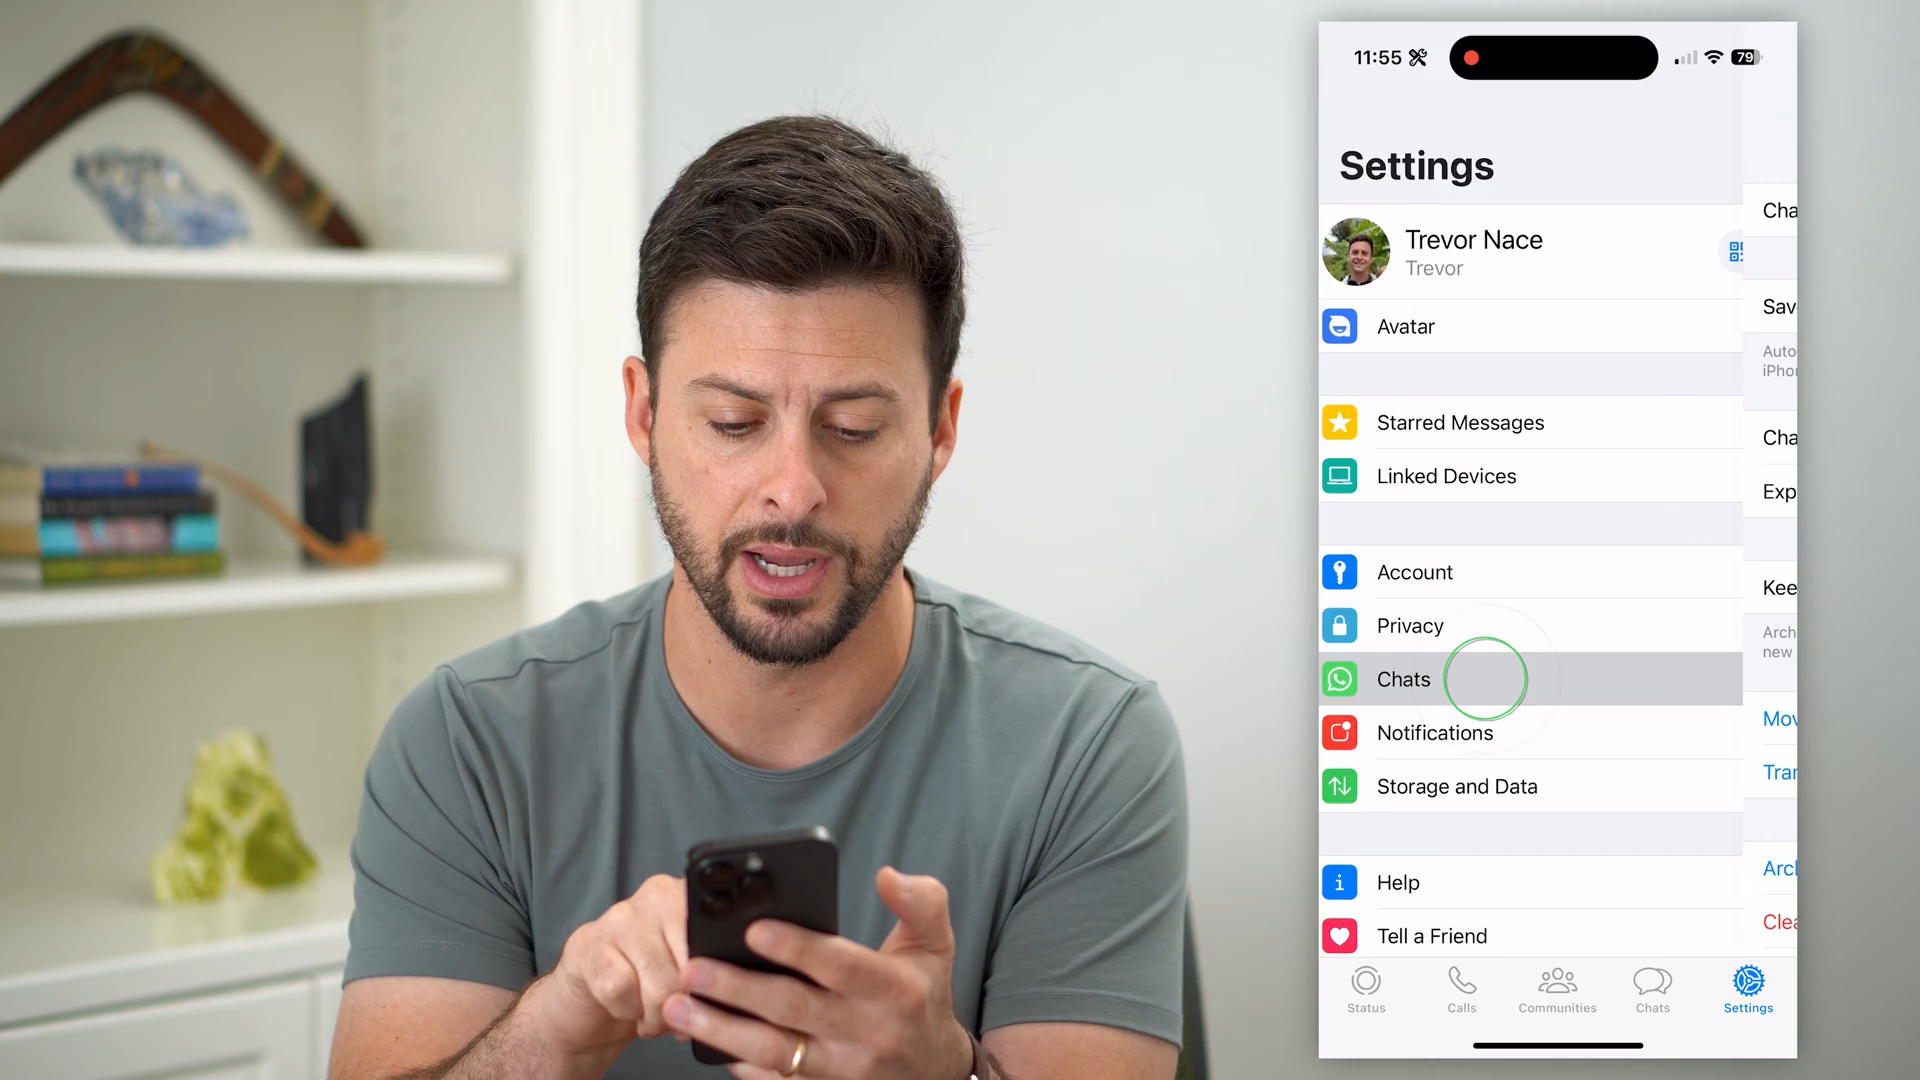 11:55
79
Settings
Trevor Nace
Trevor
Avatar
Starred Messages
Linked Devices
Account
Privacy
Chats
Notifications
Storage and Data
Help
Tell a Friend
Cha
Sav
Auto
iPho
Cha
Exp
Kee
Arch
new
Mov
Tran
Arcl
Clea
Status
Calls
Communities
Chats
Settings